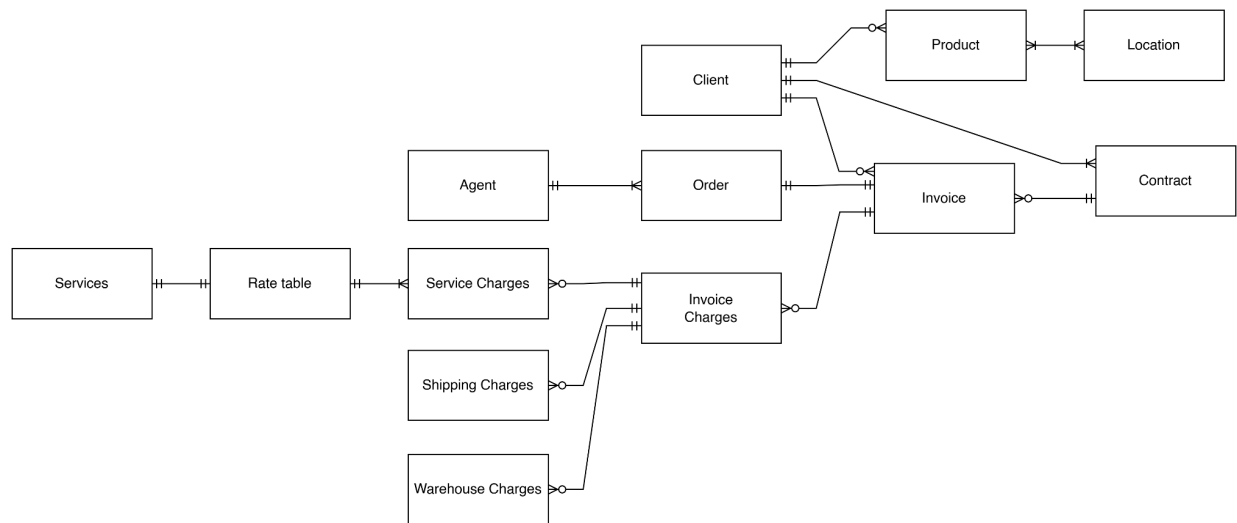 Product
Location
Client
Contract
Agent
Order
Invoice
Services
Rate table
Service Charges
Invoice
Charges
Shipping Charges
Warehouse Charges